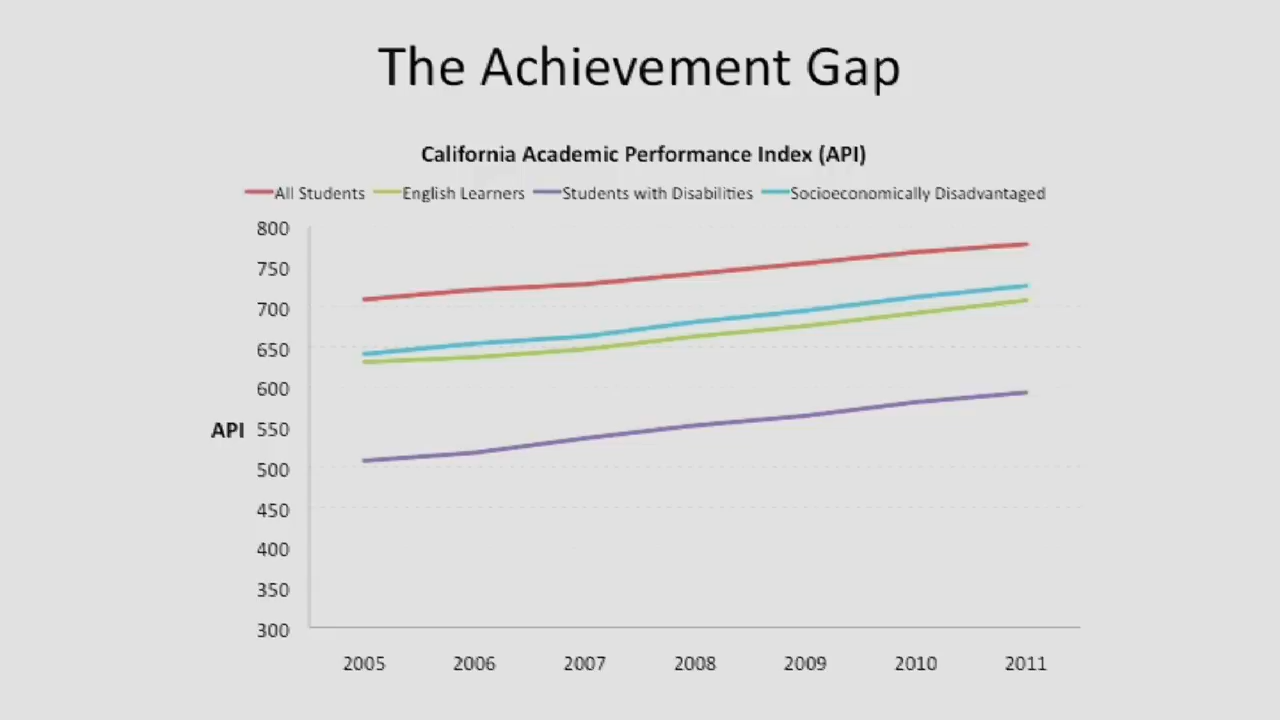 The Achievement Gap
California Academic Performance Index (API)
All Students English Learners Students with Disabilities Socioeconomically Disadvantaged
800
750
700
650
600
API 550
500
450
400
350
300
2005 2006 2007 2008 2009 2010 2011